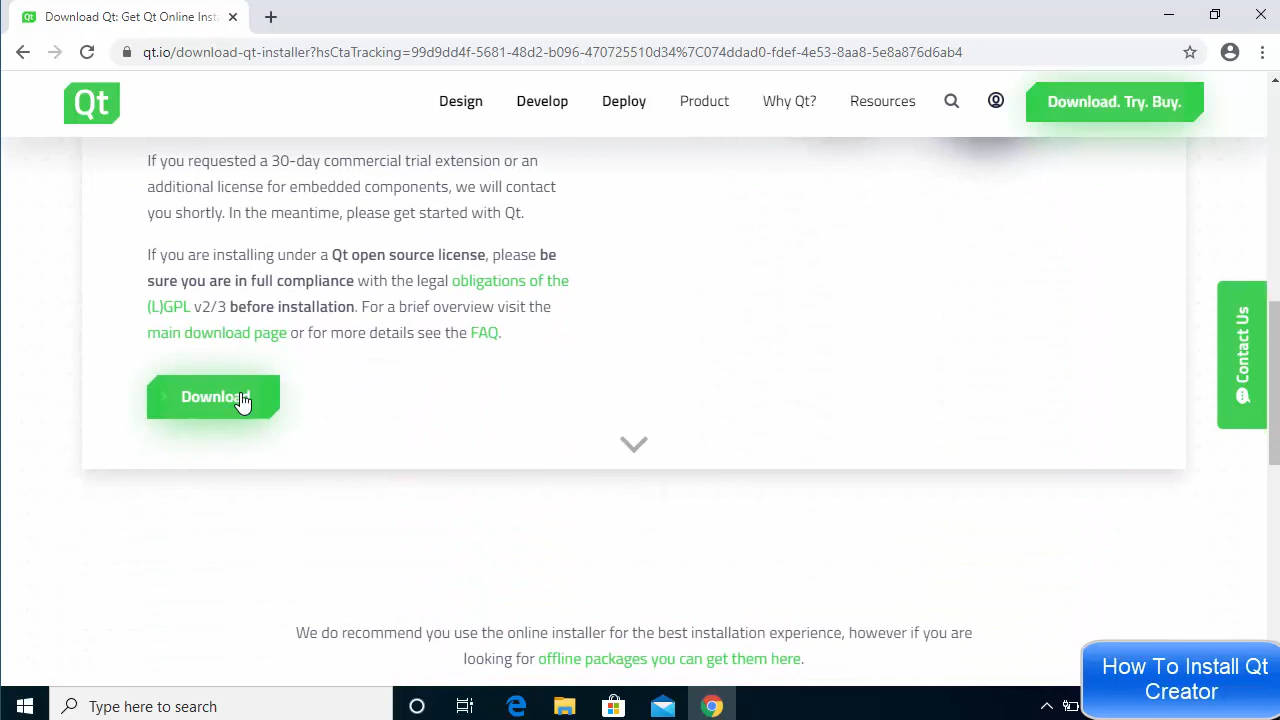 Download Qt: Get Qt Online Inst
qt.io/download-qt-installer?hsCtaTracking=99d9dd4f-5681-48d2-b096-470725510d34%7C074ddad0-fdef-4e53-8aa8-5e8a876d6ab4
Qt
Design
Develop
Deploy
Product
Why Qt?
Resources
Download. Try. Buy.
If you requested a 30-day commercial trial extension or an
additional license for embedded components, we will contact
you shortly. In the meantime, please get started with Qt.
If you are installing under a Qt open source license, please be
sure you are in full compliance with the legal obligations of the
(L)GPL v2/3 before installation. For a brief overview visit the
main download page or for more details see the FAQ.
Download
Contact Us
We do recommend you use the online installer for the best installation experience, however if you are
looking for offline packages you can get them here.
How To Install Qt
Creator
Type here to search